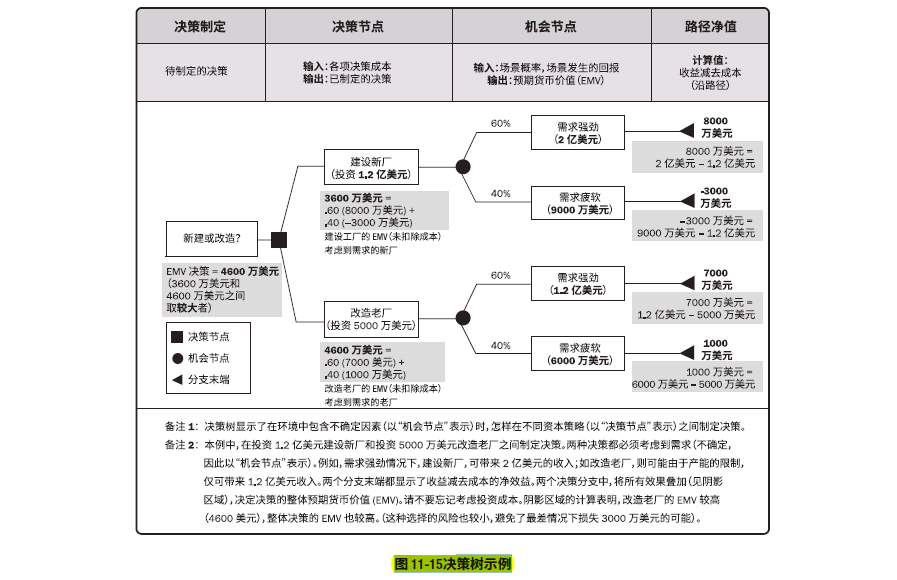 决策制定
决策节点
机会节点
路径净值
待制定的决策
输入：各项决策成本
输出：已制定的决策
输入：场景概率，场景发生的回报
输出：预期货币价值（EMV）
计算值：
收益减去成本
（沿路径）
新建或改造？
EMV 决策 = 4600 万美元
（3600 万美元和
4600 万美元之间
取较大者）
决策节点
机会节点
分支末端
建设新厂
（投资 1.2 亿美元）
3600 万美元 =
.60 (8000 万美元) +
.40 (–3000 万美元)
建设工厂的 EMV（未扣除成本）
考虑到需求的新厂
60%
需求强劲
（2 亿美元）
8000
万美元
8000 万美元 =
2 亿美元 – 1.2 亿美元
40%
需求疲软
（9000 万美元）
-3000
万美元
–3000 万美元 =
9000 万美元 – 1.2 亿美元
改造老厂
（投资 5000 万美元）
4600 万美元 =
.60 (7000 美元) +
.40 (1000 万美元)
改造老厂的 EMV（未扣除成本）
考虑到需求的老厂
60%
需求强劲
（1.2 亿美元）
7000
万美元
7000 万美元 =
1.2 亿美元 – 5000 万美元
40%
需求疲软
（6000 万美元）
1000
万美元
1000 万美元 =
6000 万美元 – 5000 万美元
备注 1：决策树显示了在环境中包含不确定因素（以“机会节点”表示）时，怎样在不同资本策略（以“决策节点”表示）之间制定决策。
备注 2：本例中，在投资 1.2 亿美元建设新厂和投资 5000 万美元改造老厂之间制定决策。两种决策都必须考虑到需求（不确定，
因此以“机会节点”表示）。例如，需求强劲情况下，建设新厂，可带来 2 亿美元的收入；如改造老厂，则可能由于产能的限制，
仅可带来 1.2 亿美元收入。两个分支末端都显示了收益减去成本的净效益。两个决策分支中，将所有效果叠加（见阴影
区域），决定决策的整体预期货币价值 (EMV)。请不要忘记考虑投资成本。阴影区域的计算表明，改造老厂的 EMV 较高
（4600 美元），整体决策的 EMV 也较高。（这种选择的风险也较小，避免了最差情况下损失 3000 万美元的可能）。
图 11-15决策树示例